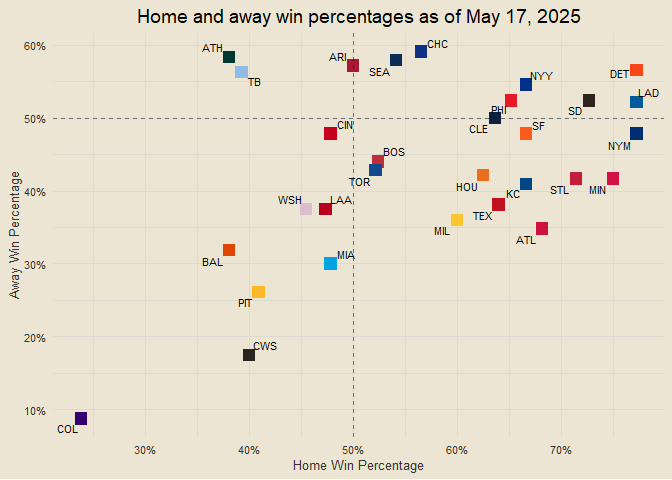 Home and away win percentages as of May 17, 2025
60%
50%
40%
30%
20%
10%
Away Win Percentage
ATH
TB
ARI
SEA
CHC
NYY
DET
PHI
CLE
SD
LAD
SF
NYM
CIN
BOS
TOR
HOU
KC
STL
MIN
WSH
LAA
TEX
MIL
ATL
BAL
MIA
PIT
CWS
COL
30%
40%
50%
60%
70%
Home Win Percentage